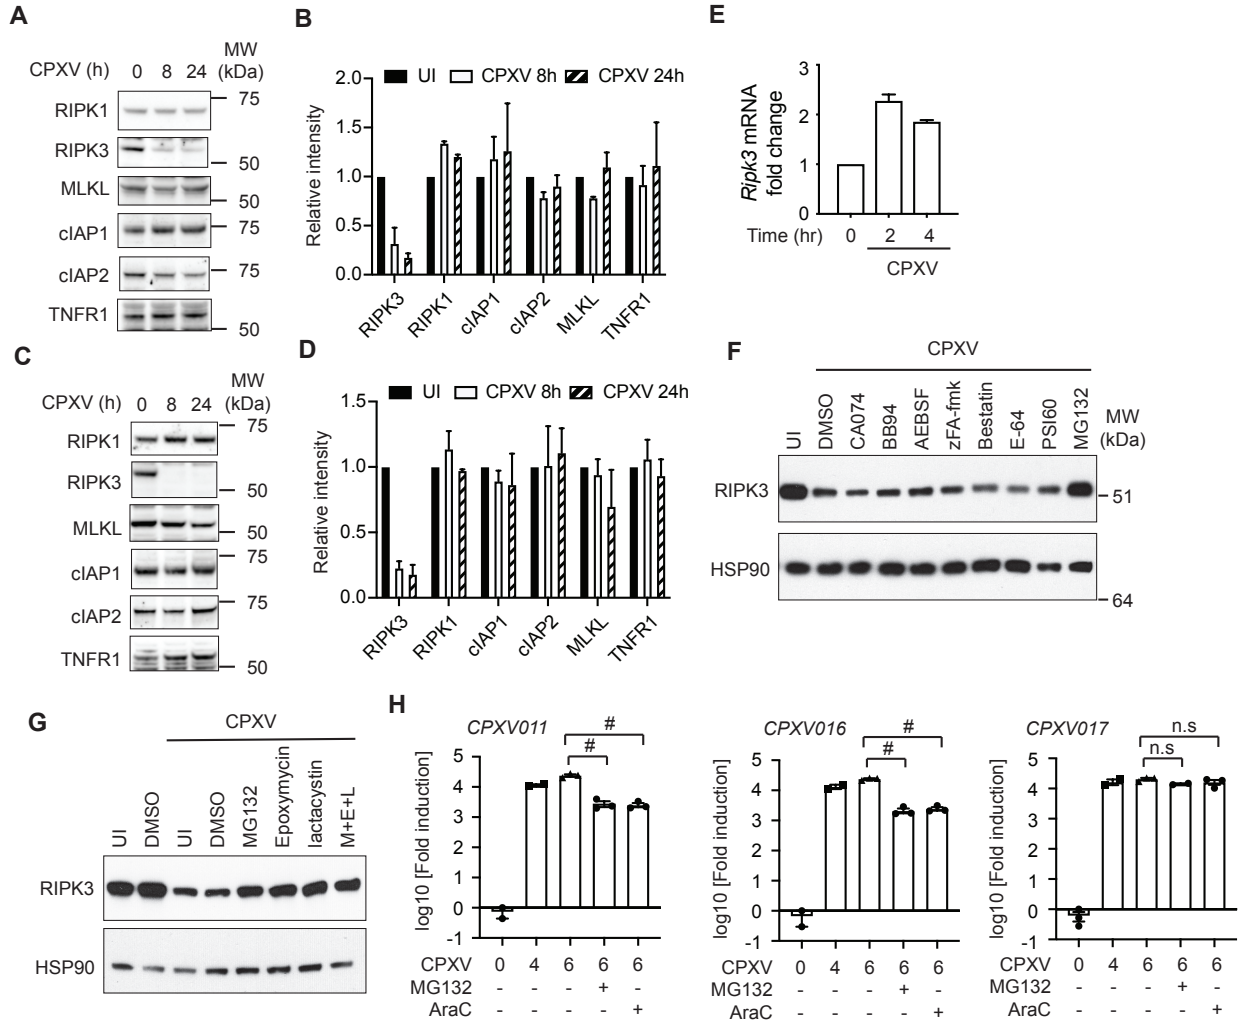 A
CPXV (h) 0 8 24 MW (kDa)
RIPK1 75
RIPK3 50
MLKL 50
cIAP1 75
cIAP2 75
TNFR1 50
B
UI CPXV 8h CPXV 24h
Relative intensity
2.0
1.5
1.0
0.5
0.0
RIPK3 RIPK1 cIAP1 cIAP2 MLKL TNFR1
E
Ripk3 mRNA
fold change
3
2
1
0
Time (hr) 0 2 4
CPXV
C
CPXV (h) 0 8 24 MW (kDa)
RIPK1 75
RIPK3 50
MLKL 50
cIAP1 75
cIAP2 75
TNFR1 50
D
UI CPXV 8h CPXV 24h
Relative intensity
1.5
1.0
0.5
0.0
RIPK3 RIPK1 cIAP1 cIAP2 MLKL TNFR1
F
CPXV
UI DMSO CA074 BB94 AEBSF zFA-fmk Bestatin E-64 PSI60 MG132 MW (kDa)
RIPK3 51
HSP90
64
G
CPXV
UI DMSO UI DMSO MG132 Epoxymycin lactacystin M+E+L
RIPK3
HSP90
H
CPXV011
#
#
log10 [Fold induction]
5
4
3
2
1
0
-1
CPXV 0 4 6 6 6
MG132 - - - + -
AraC - - - - +
CPXV016
#
#
log10 [Fold induction]
5
4
3
2
1
0
-1
CPXV 0 4 6 6 6
MG132 - - - + -
AraC - - - - +
CPXV017
n.s
n.s
log10 [Fold induction]
5
4
3
2
1
0
-1
CPXV 0 4 6 6 6
MG132 - - - + -
AraC - - - - +